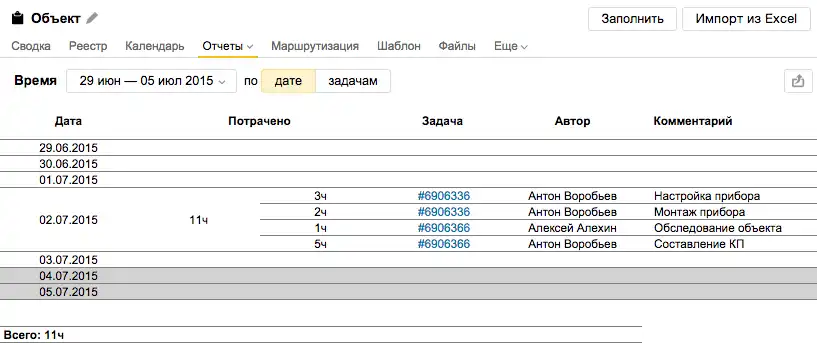 Объект Заполнить Импорт из Excel
Сводка Реестр Календарь Отчеты Маршрутизация Шаблон Файлы Еще
Время 29 июн — 05 июл 2015 по дате задачам
Дата Потрачено Задача Автор Комментарий
29.06.2015
30.06.2015
01.07.2015
02.07.2015 11ч
3ч #6906336 Антон Воробьев Настройка прибора
2ч #6906336 Антон Воробьев Монтаж прибора
1ч #6906366 Алексей Алехин Обследование объекта
5ч #6906366 Антон Воробьев Составление КП
03.07.2015
04.07.2015
05.07.2015
Всего: 11ч